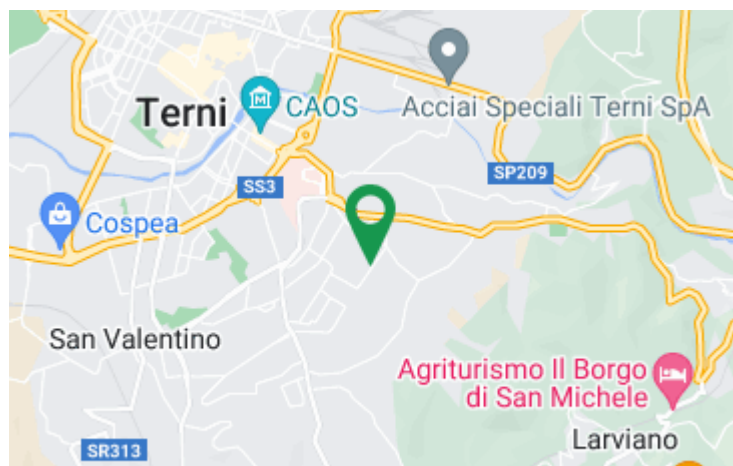 Terni
CAOS
Acciai Speciali Terni SpA
SP209
SS3
Cospea
San Valentino
Agriturismo Il Borgo
di San Michele
Larviano
SR313